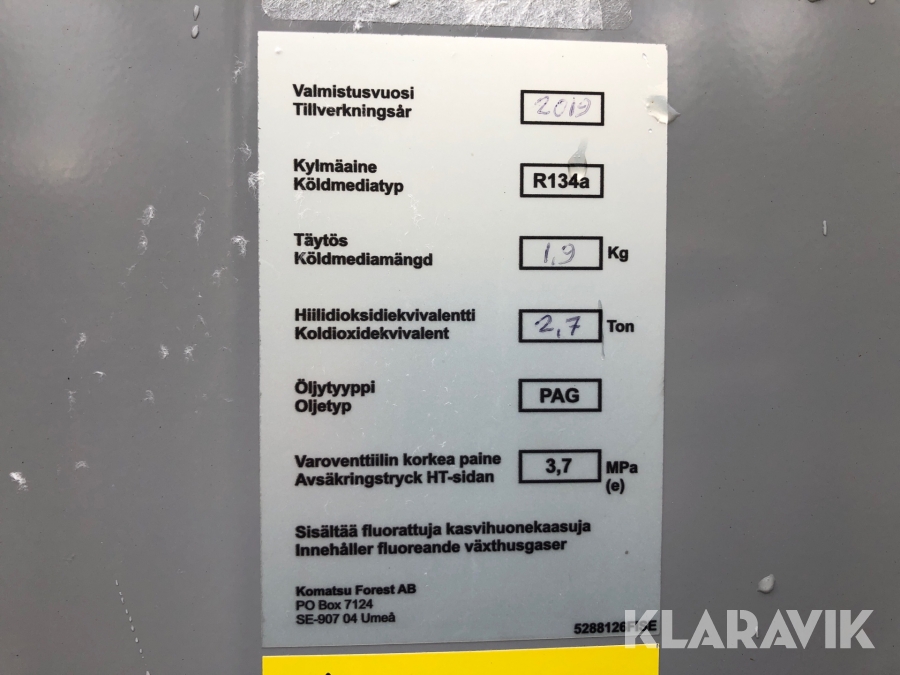 Valmistusvuosi
Tillverkningsår
2019
Kylmäaine
Köldmediatyp
R134a
Täytös
Köldmediamängd
1,9 Kg
Hiilidioksidiekvivalentti
Koldioxidekvivalent
2,7 Ton
Öljytyyppi
Oljetyp
PAG
Varoventtiilin korkea paine
Avsäkringstryck HT-sidan
3,7 MPa
(e)
Sisältää fluorattuja kasvihuonekaasuja
Innehåller fluoreande växthusgaser
Komatsu Forest AB
PO Box 7124
SE-907 04 Umeå
KLARAVIK